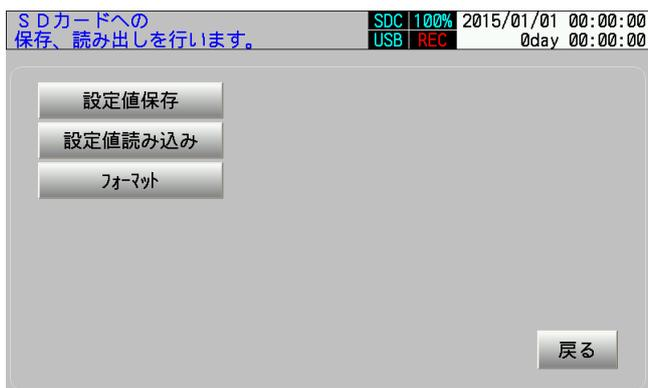 ＳＤカードへの
保存、読み出しを行います。
SDC 100% 2015/01/01 00:00:00
USB REC 0day 00:00:00
設定値保存
設定値読み込み
ﾌｫｰﾏｯﾄ
戻る